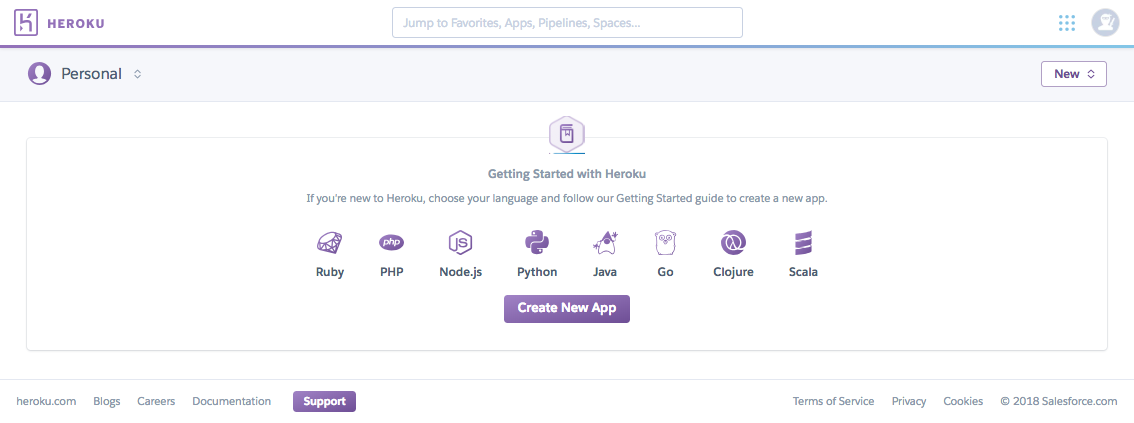 HEROKU
Jump to Favorites, Apps, Pipelines, Spaces...
Personal
New
Getting Started with Heroku
If you're new to Heroku, choose your language and follow our Getting Started guide to create a new app.
php
JS
Ruby PHP Node.js Python Java Go Clojure Scala
Create New App
heroku.com Blogs Careers Documentation Support Terms of Service Privacy Cookies © 2018 Salesforce.com